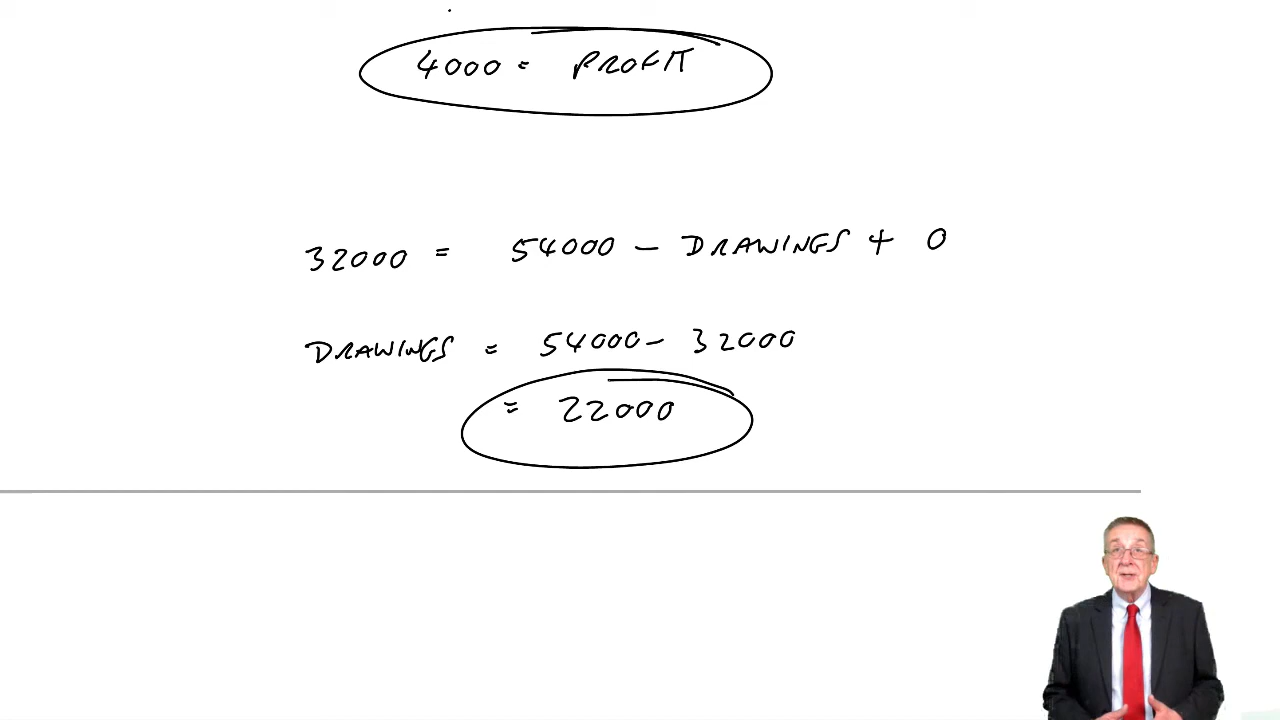 4000 = PROFIT
32000 = 54000 - DRAWINGS + 0
DRAWINGS = 54000 - 32000
= 22000